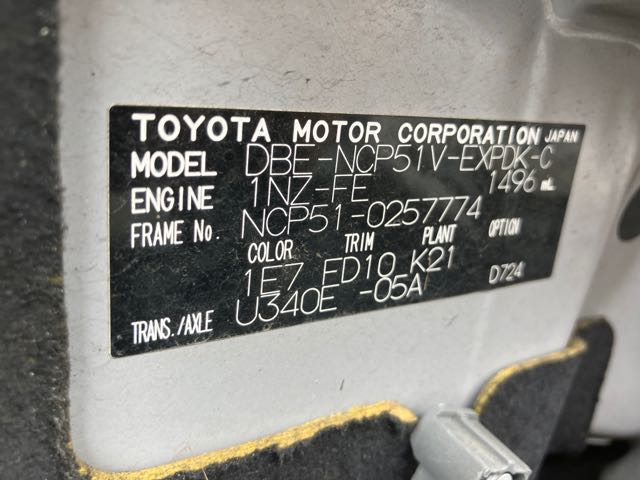 TOYOTA MOTOR CORPORATION JAPAN
MODEL DBE-NCP51V-EXPDK-C
ENGINE 1NZ-FE 1496 mL
FRAME No. NCP51-0257774
COLOR TRIM PLANT OPTION
1E7 ED10 K21
TRANS./AXLE U340E -05A D724